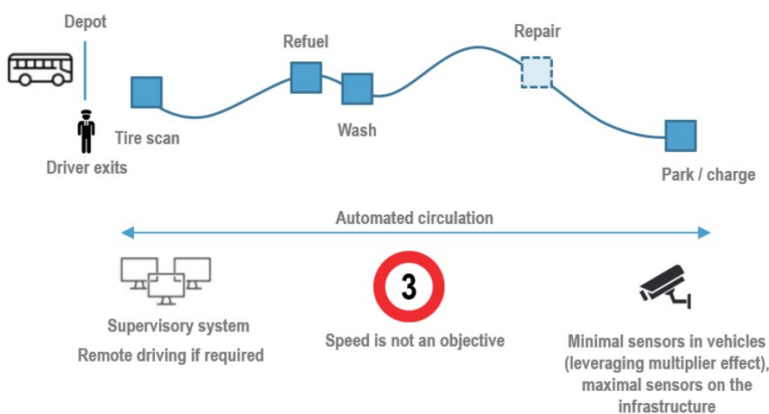 Depot
Refuel
Repair
Tire scan
Wash
Driver exits
Park / charge
Automated circulation
3
Supervisory system
Remote driving if required
Speed is not an objective
Minimal sensors in vehicles
(leveraging multiplier effect),
maximal sensors on the
infrastructure